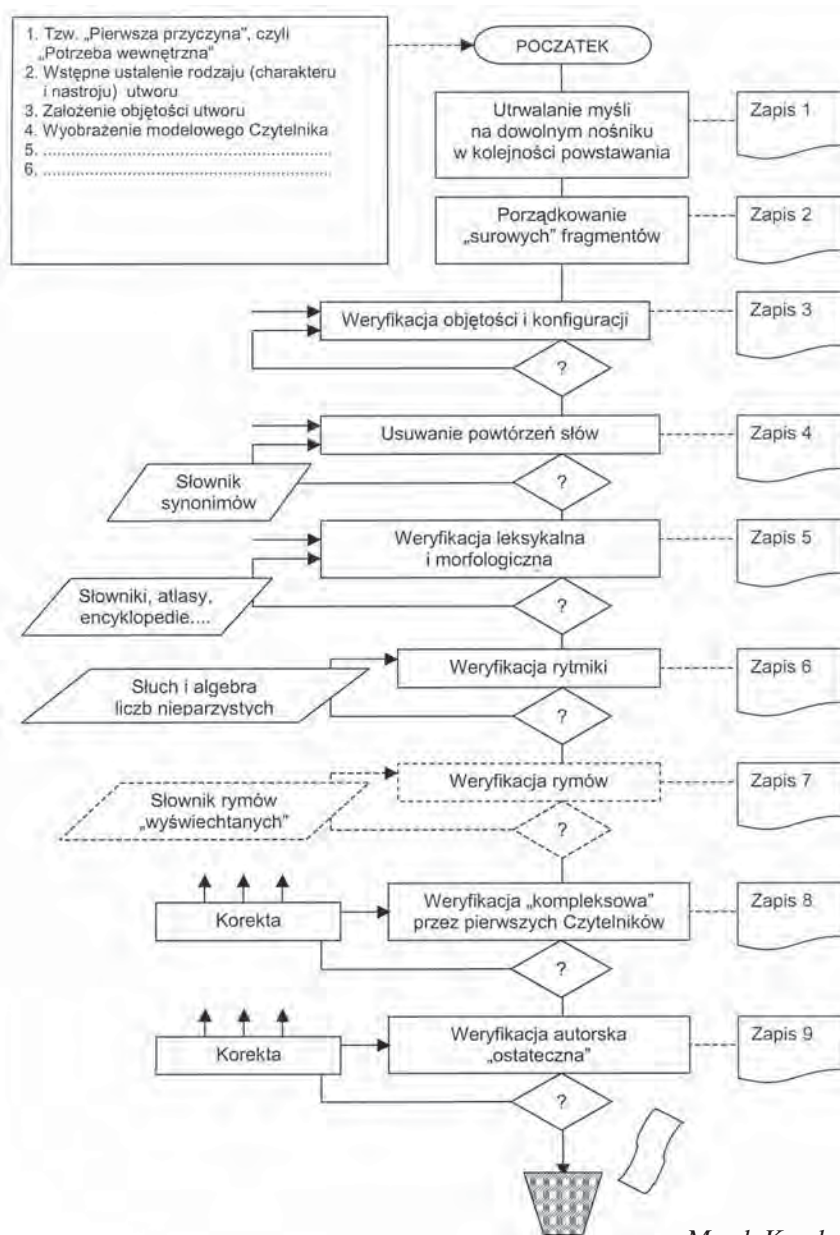 1. Tzw. „Pierwsza przyczyna”, czyli
„Potrzeba wewnętrzna”
2. Wstępne ustalenie rodzaju (charakteru
i nastroju) utworu
3. Założenie objętości utworu
4. Wyobrażenie modelowego Czytelnika
5. ................................................
6. ................................................
POCZATEK
Utrwalanie myśli
na dowolnym nośniku
w kolejności powstawania
Zapis 1
Porządkowanie
„surowych” fragmentów
Zapis 2
Weryfikacja objętości i konfiguracji
Zapis 3
?
Usuwanie powtórzeń słów
Zapis 4
Słownik
synonimów
?
Weryfikacja leksykalna
i morfologiczna
Zapis 5
Słowniki, atlasy,
encyklopedie....
?
Weryfikacja rytmiki
Zapis 6
Słuch i algebra
liczb nieparzystych
?
Weryfikacja rymów
Zapis 7
Słownik rymów
„wyświechtanych”
?
Weryfikacja „kompleksowa”
przez pierwszych Czytelników
Zapis 8
Korekta
?
Weryfikacja autorska
„ostateczna”
Zapis 9
Korekta
?